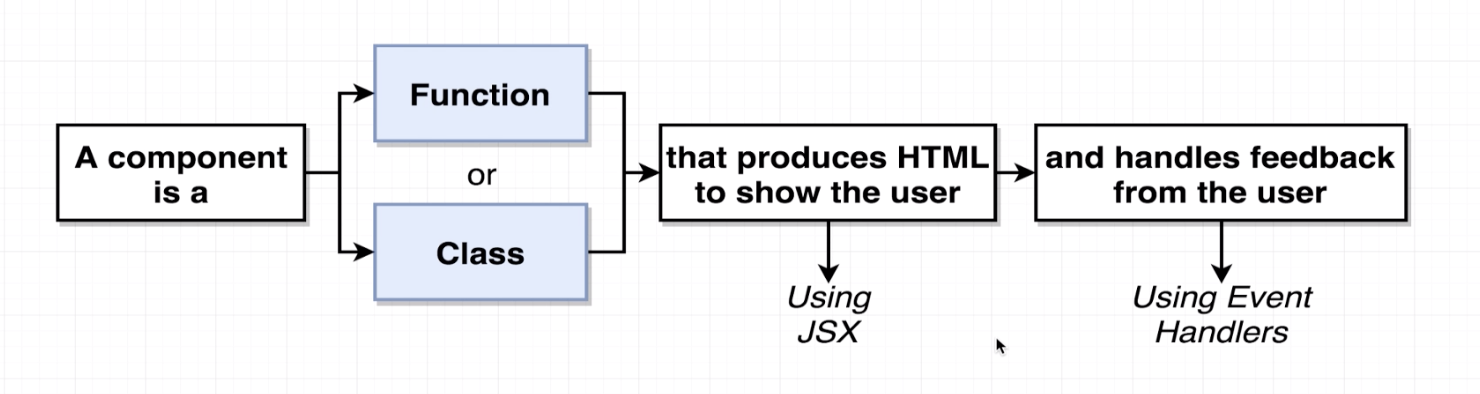 A component
is a
Function
or
Class
that produces HTML
to show the user
Using
JSX
and handles feedback
from the user
Using Event
Handlers